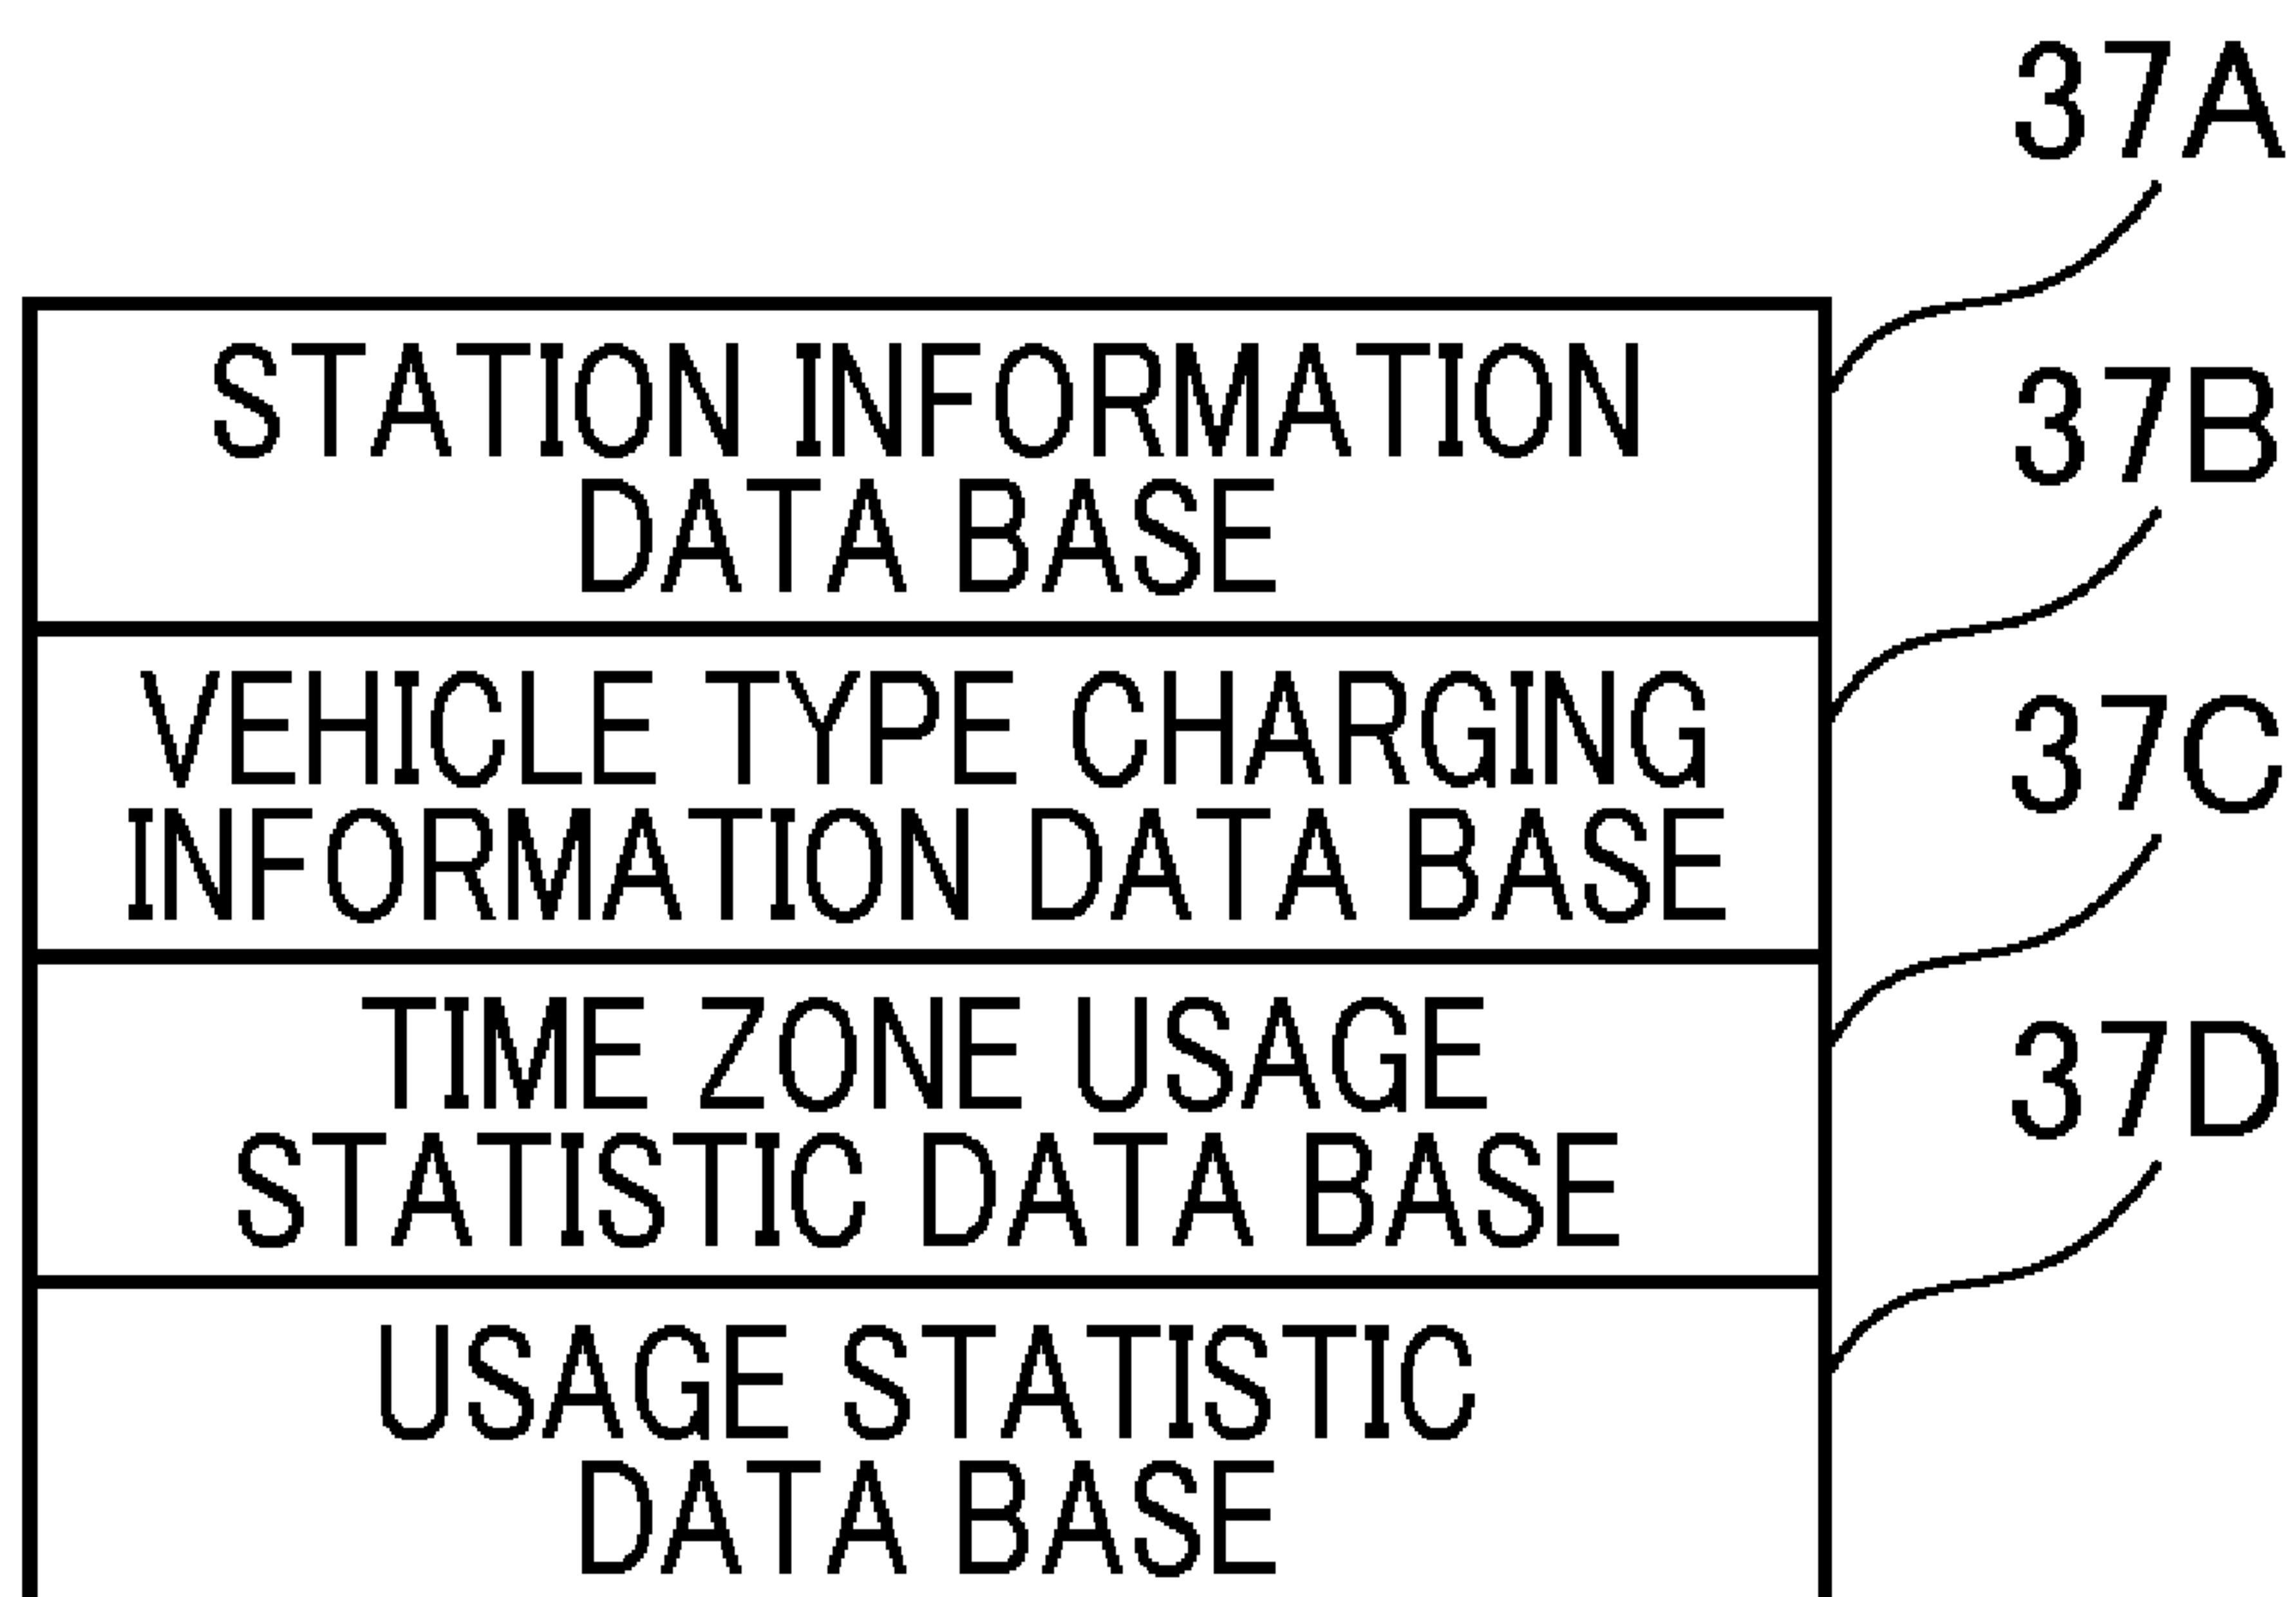 37A
STATION INFORMATION
DATA BASE
37B
VEHICLE TYPE CHARGING
INFORMATION DATA BASE
37C
TIME ZONE USAGE
STATISTIC DATA BASE
37D
USAGE STATISTIC
DATA BASE